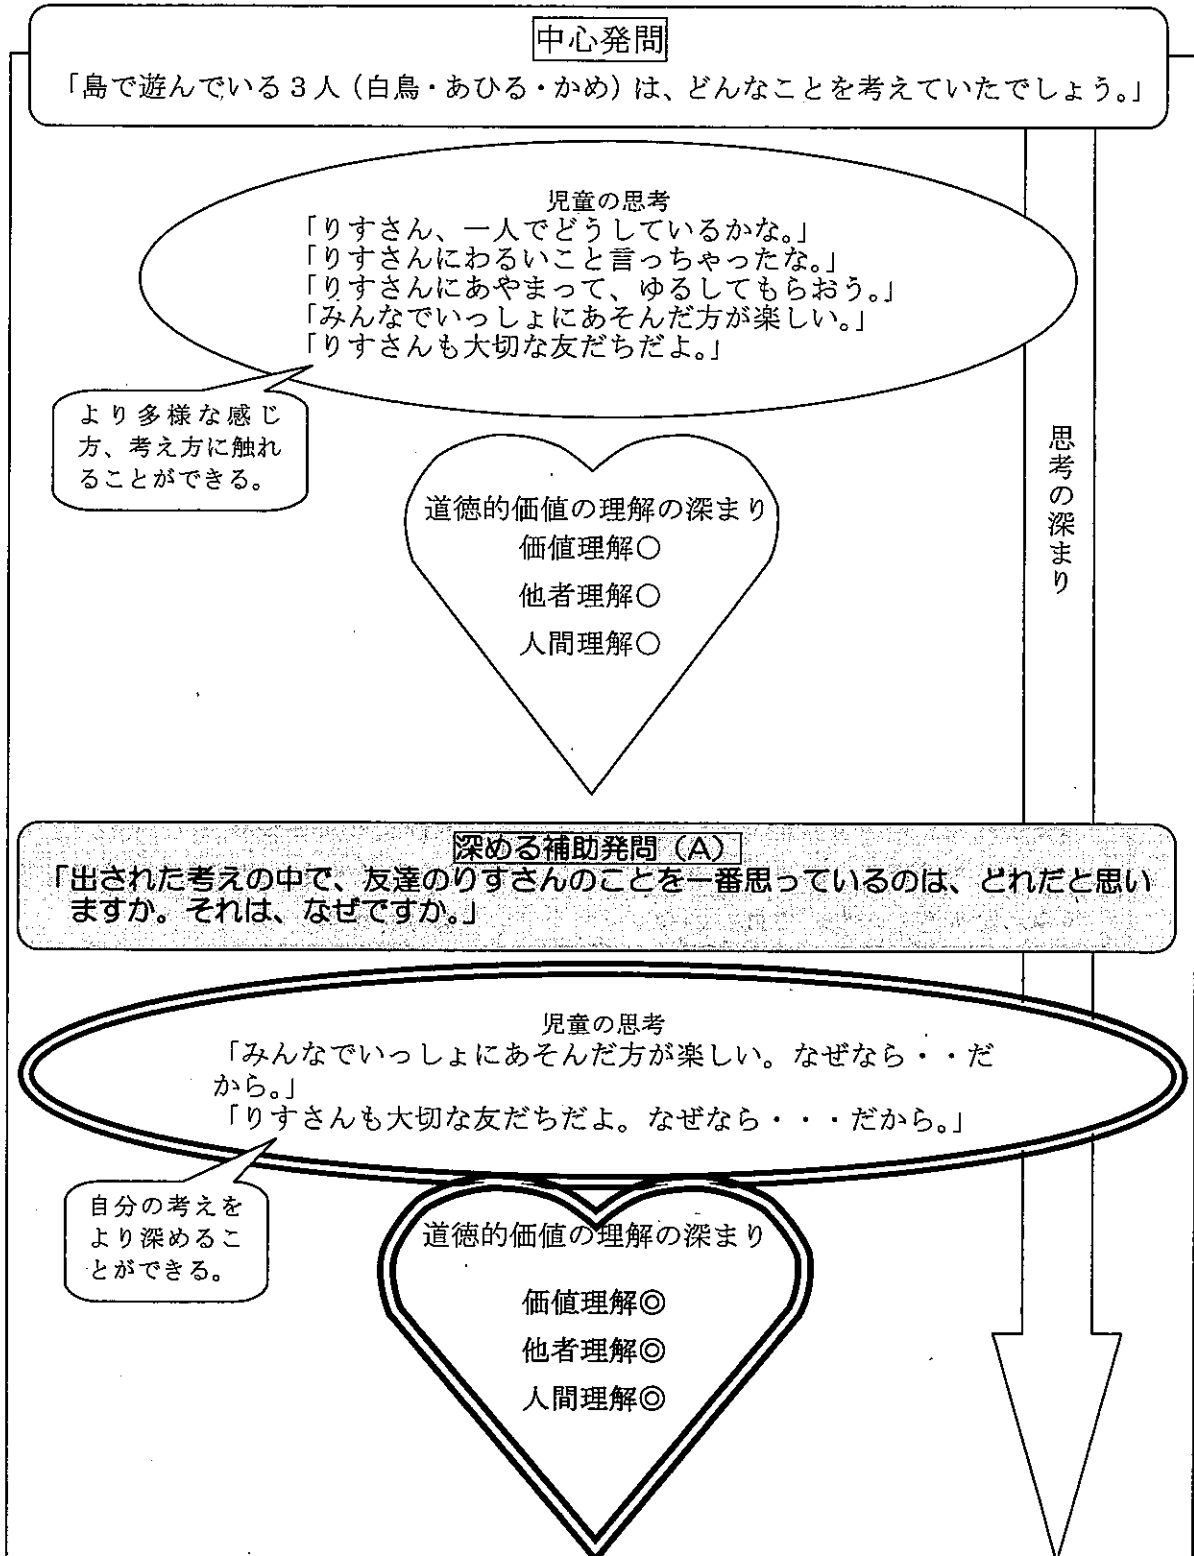 中心発問
「島で遊んでいる3人（白鳥・あひる・かめ）は、どんなことを考えていたでしょう。」
児童の思考
「りすさん、一人でどうしているかな。」
「りすさんにわるいこと言っちゃったな。」
「りすさんにあやまって、ゆるしてもらおう。」
「みんなでいっしょにあそんだ方が楽しい。」
「りすさんも大切な友だちだよ。」
より多様な感じ
方、考え方に触れ
ることができる。
思考の深まり
道徳的価値の理解の深まり
価値理解○
他者理解○
人間理解○
深める補助発問（A）
「出された考えの中で、友達のりすさんのことを一番思っているのは、どれだと思い
ますか。それは、なぜですか。」
児童の思考
「みんなでいっしょにあそんだ方が楽しい。なぜなら・・だ
から。」
「りすさんも大切な友だちだよ。なぜなら・・・だから。」
自分の考えを
より深めるこ
とができる。
道徳的価値の理解の深まり
価値理解◎
他者理解◎
人間理解◎